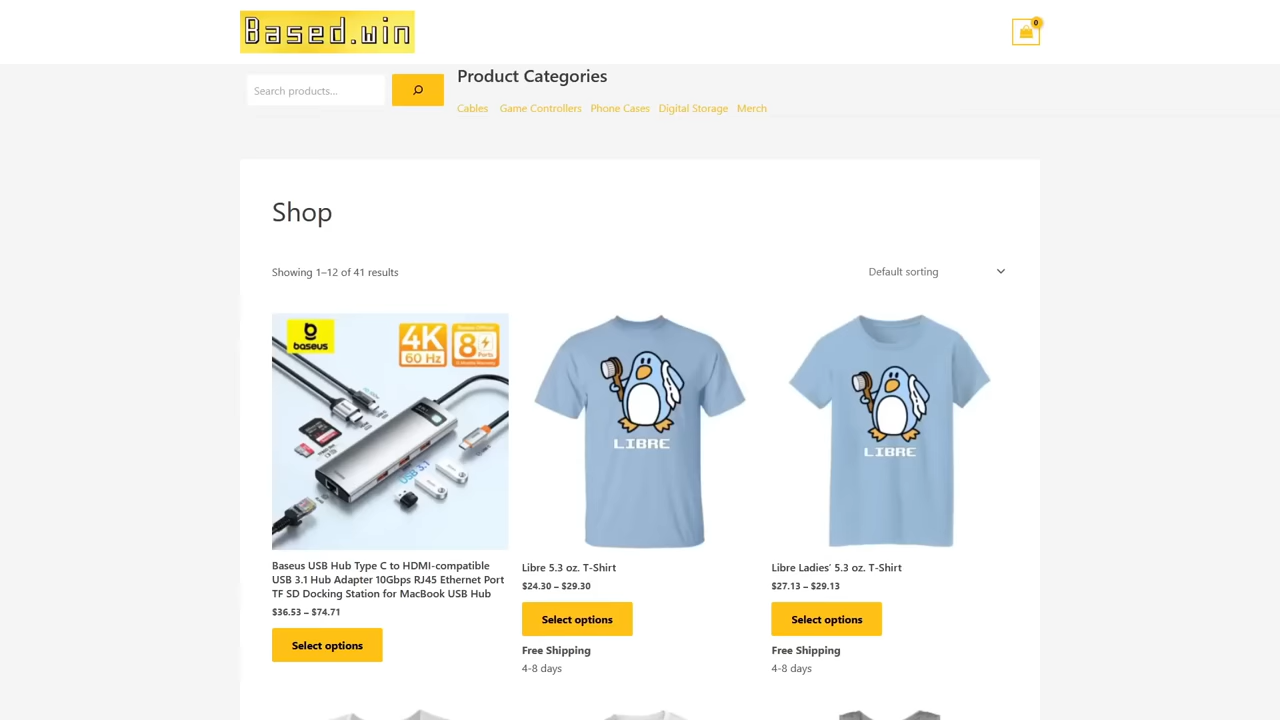 Based.win
0
Search products…
Product Categories
Cables Game Controllers Phone Cases Digital Storage Merch
Shop
Showing 1–12 of 41 results
Default sorting
baseus
4K
60 Hz
8
Ports
USB 3.1
LIBRE
LIBRE
Baseus USB Hub Type C to HDMI-compatible
USB 3.1 Hub Adapter 10Gbps RJ45 Ethernet Port
TF SD Docking Station for MacBook USB Hub
$36.53 – $74.71
Select options
Libre 5.3 oz. T-Shirt
$24.30 – $29.30
Select options
Free Shipping
4-8 days
Libre Ladies’ 5.3 oz. T-Shirt
$27.13 – $29.13
Select options
Free Shipping
4-8 days